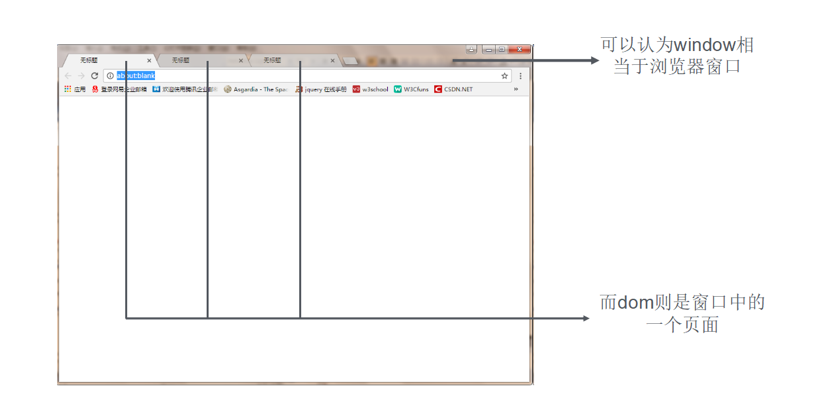 可以认为window相
当于浏览器窗口
无标题
无标题
无标题
about:blank
应用 登录网易企业邮箱 欢迎使用腾讯企业邮 Asgardia - The Spa jquery 在线手册 w3school W3Cfuns CSDN.NET
而dom则是窗口中的
一个页面